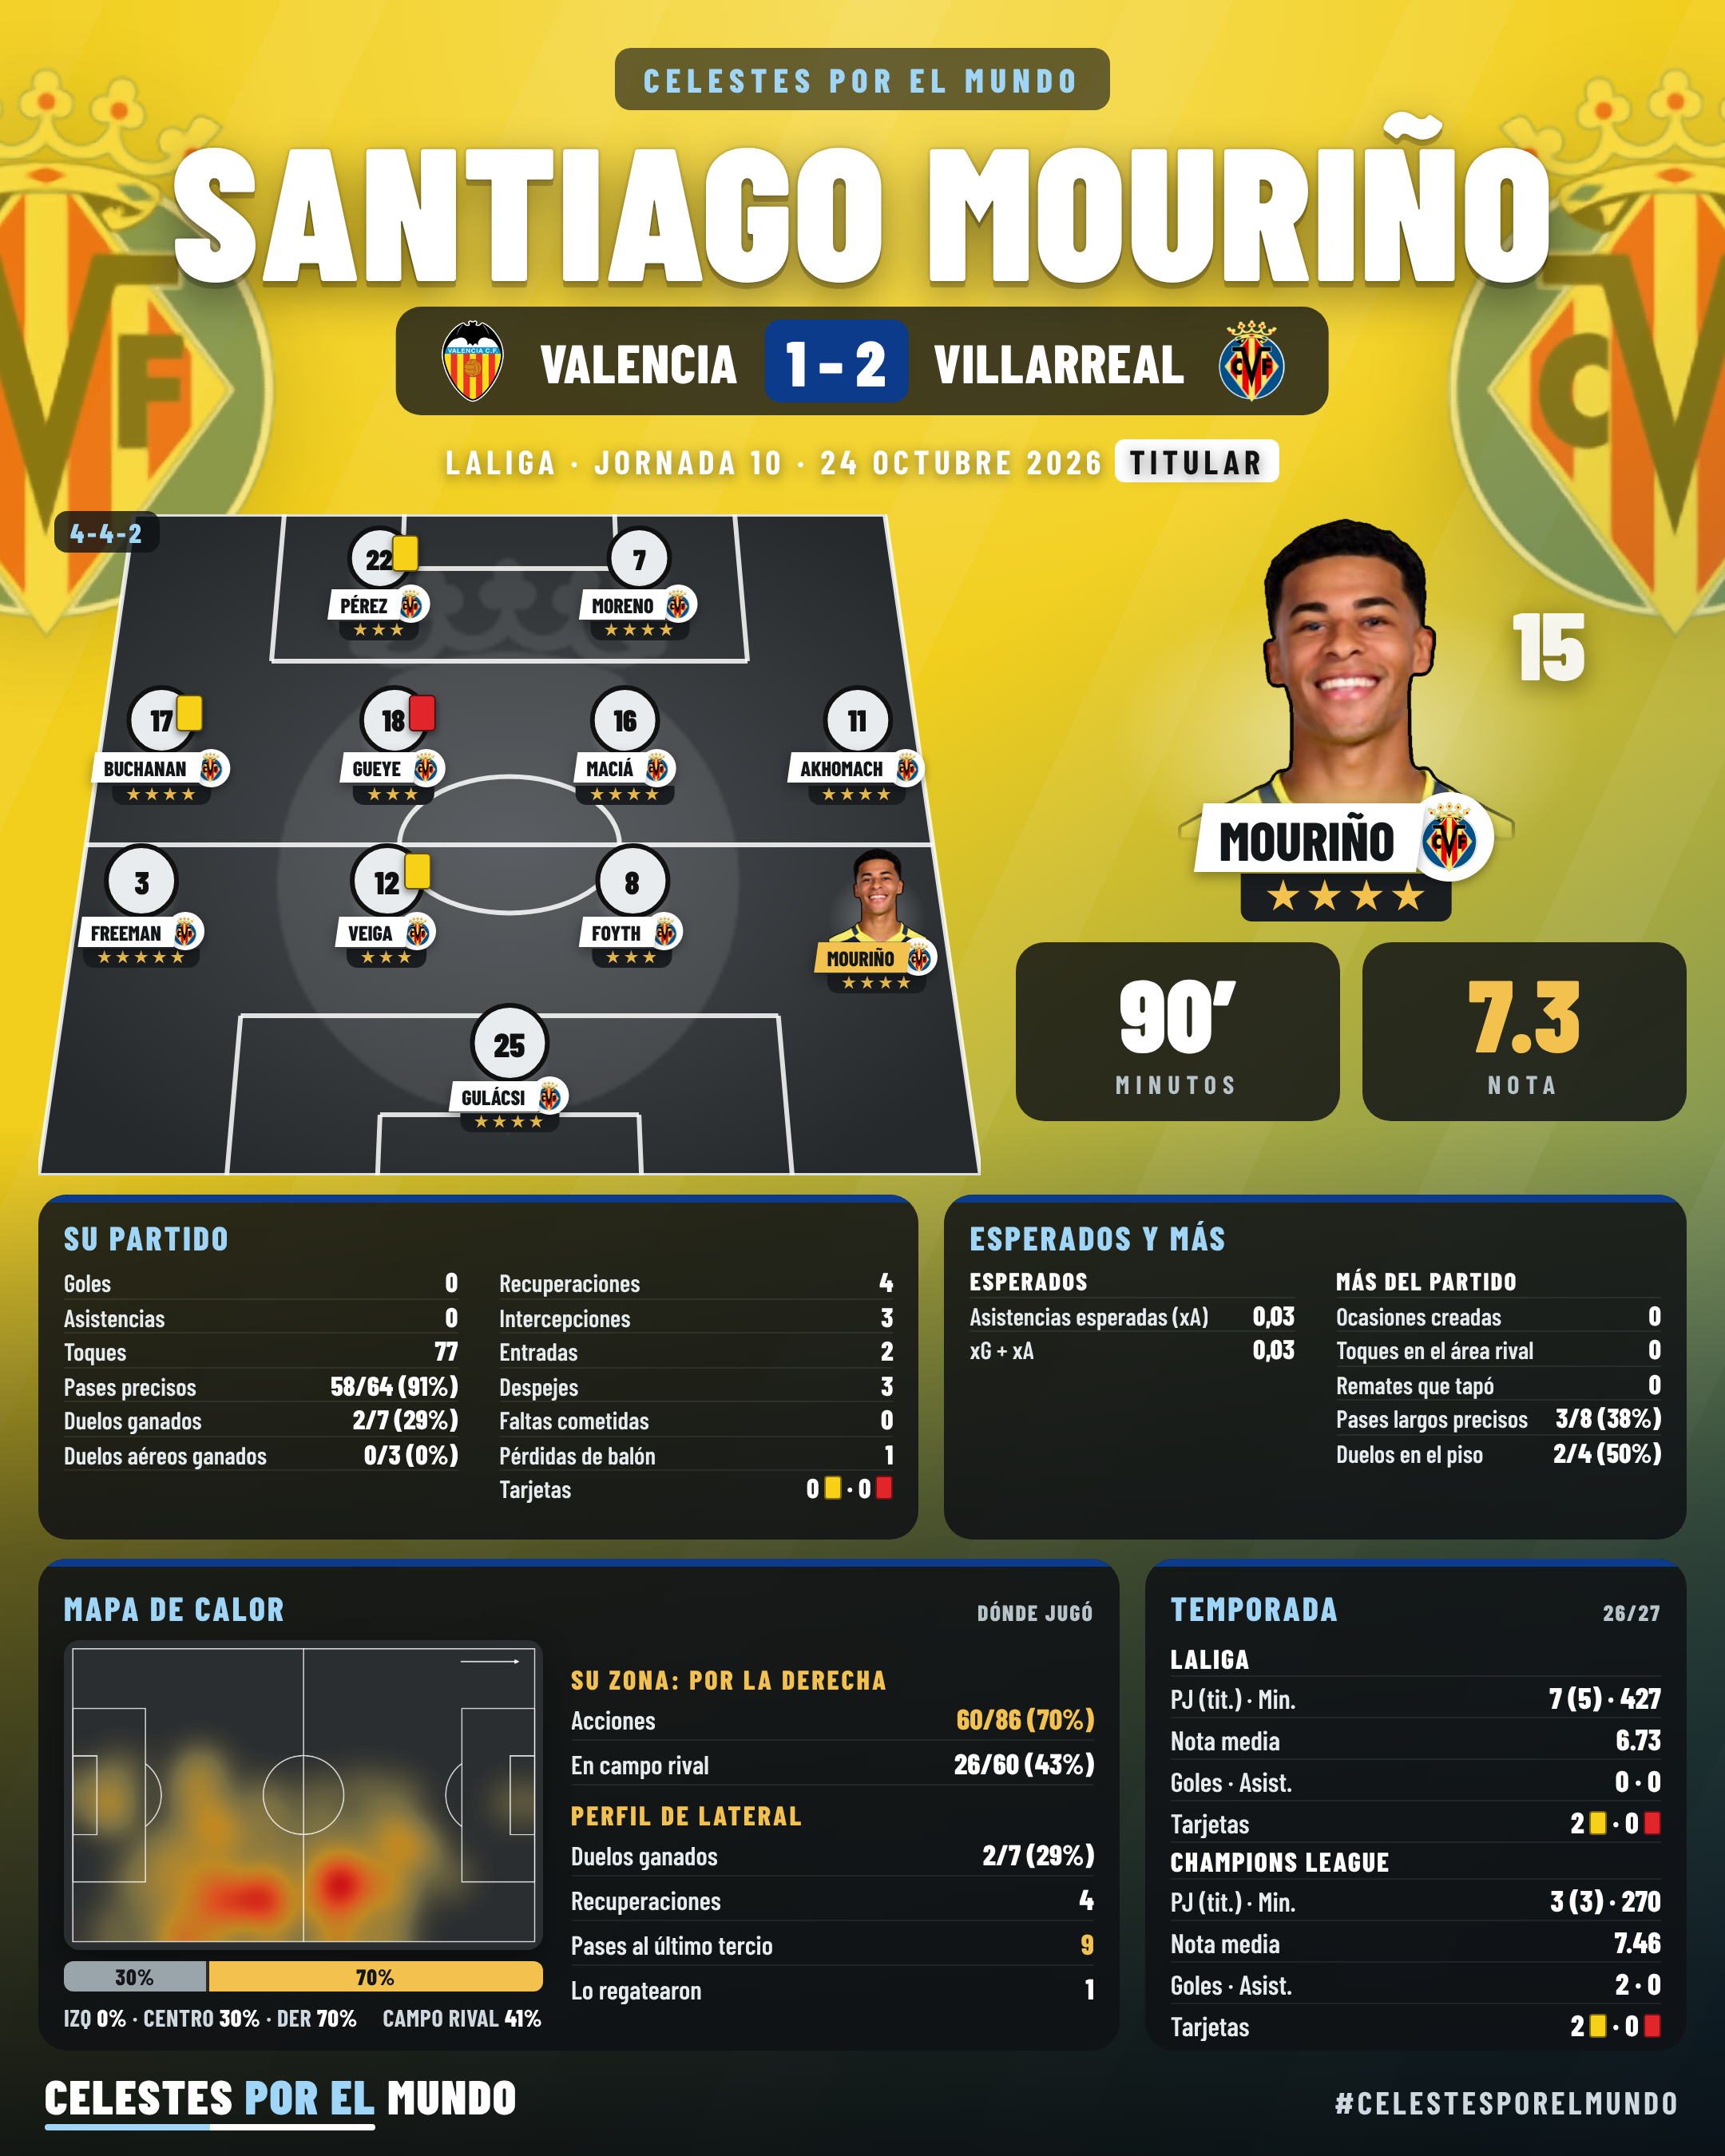 CELESTES POR EL MUNDO
SANTIAGO MOURIÑO
VALENCIA 1 - 2 VILLARREAL
LALIGA · JORNADA 10 · 24 OCTUBRE 2026 TITULAR
4-4-2
22
PÉREZ
7
MORENO
17
BUCHANAN
18
GUEYE
16
MACIÁ
11
AKHOMACH
3
FREEMAN
12
VEIGA
8
FOYTH
MOURIÑO
25
GULÁCSI
15
MOURIÑO
90′
MINUTOS
7.3
NOTA
SU PARTIDO
Goles 0
Asistencias 0
Toques 77
Pases precisos 58/64 (91%)
Duelos ganados 2/7 (29%)
Duelos aéreos ganados 0/3 (0%)
Recuperaciones 4
Intercepciones 3
Entradas 2
Despejes 3
Faltas cometidas 0
Pérdidas de balón 1
Tarjetas 0 · 0
ESPERADOS Y MÁS
ESPERADOS
Asistencias esperadas (xA) 0,03
xG + xA 0,03
MÁS DEL PARTIDO
Ocasiones creadas 0
Toques en el área rival 0
Remates que tapó 0
Pases largos precisos 3/8 (38%)
Duelos en el piso 2/4 (50%)
MAPA DE CALOR
DÓNDE JUGÓ
30% 70%
IZQ 0% · CENTRO 30% · DER 70% CAMPO RIVAL 41%
SU ZONA: POR LA DERECHA
Acciones 60/86 (70%)
En campo rival 26/60 (43%)
PERFIL DE LATERAL
Duelos ganados 2/7 (29%)
Recuperaciones 4
Pases al último tercio 9
Lo regatearon 1
TEMPORADA 26/27
LALIGA
PJ (tit.) · Min. 7 (5) · 427
Nota media 6.73
Goles · Asist. 0 · 0
Tarjetas 2 · 0
CHAMPIONS LEAGUE
PJ (tit.) · Min. 3 (3) · 270
Nota media 7.46
Goles · Asist. 2 · 0
Tarjetas 2 · 0
CELESTES POR EL MUNDO
#CELESTESPORELMUNDO